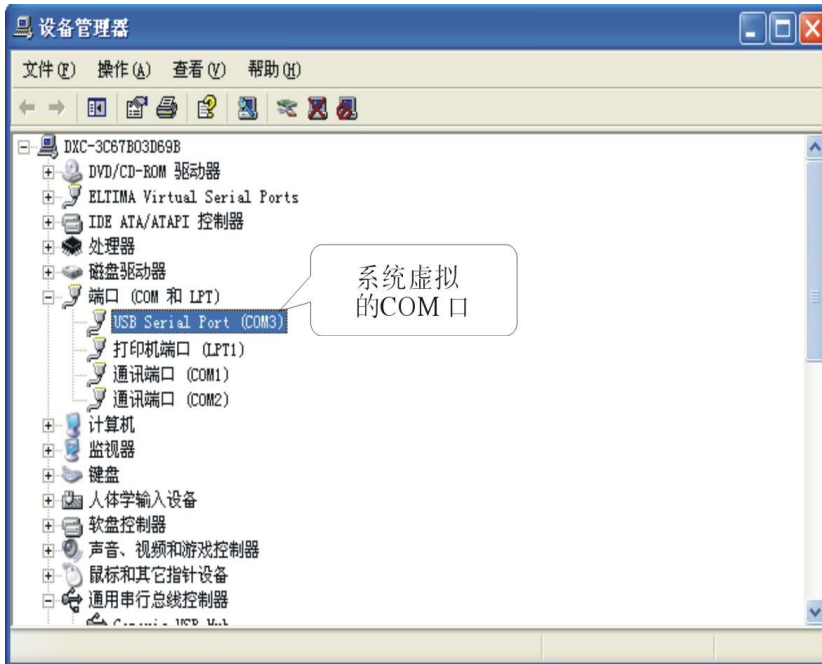 设备管理器
文件(F) 操作(A) 查看(V) 帮助(H)
DXC-3C67B03D69B
DVD/CD-ROM 驱动器
ELTIMA Virtual Serial Ports
IDE ATA/ATAPI 控制器
处理器
磁盘驱动器
端口 (COM 和 LPT)
USB Serial Port (COM3)
系统虚拟
的COM 口
打印机端口 (LPT1)
通讯端口 (COM1)
通讯端口 (COM2)
计算机
监视器
键盘
人体学输入设备
软盘控制器
声音、视频和游戏控制器
鼠标和其它指针设备
通用串行总线控制器